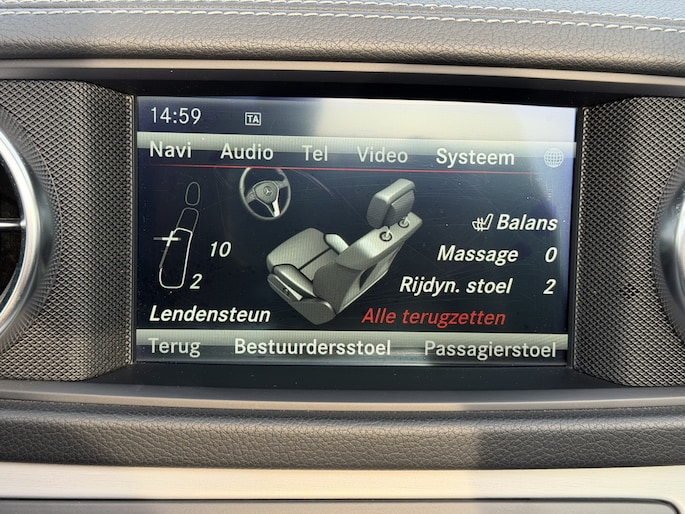 14:59 TA
Navi Audio Tel Video Systeem
Balans
10 Massage 0
2 Rijdyn. stoel 2
Lendensteun Alle terugzetten
Terug Bestuurdersstoel Passagierstoel